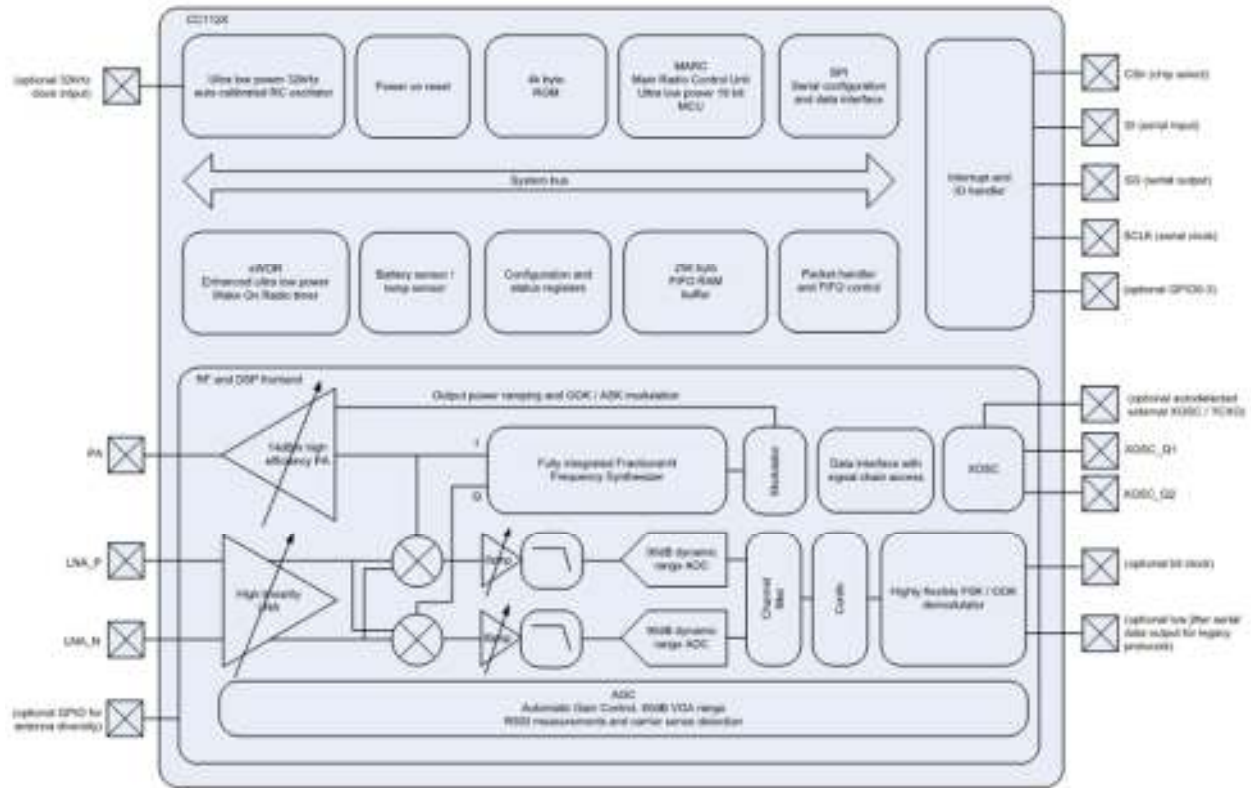 CC112X
(optional 32kHz
clock input)
Ultra low power 32kHz
auto-calibrated RC oscillator
Power on reset
4k byte
ROM
MARC
Main Radio Control Unit
Ultra low power 16 bit
MCU
SPI
Serial configuration
and data interface
CSn (chip select)
SI (serial input)
Interrupt and
IO handler
System bus
SO (serial output)
SCLK (serial clock)
eWOR
Enhanced ultra low power
Wake On Radio timer
Battery sensor /
temp sensor
Configuration and
status registers
256 byte
FIFO RAM
buffer
Packet handler
and FIFO control
(optional GPIO0-3)
RF and DSP frontend
Output power ramping and OOK / ASK modulation
(optional autodetected
external XOSC / TCXO)
PA
14dBm high
efficiency PA
I
Q
Fully integrated Fractional-N
Frequency Synthesizer
Modulator
Data interface with
signal chain access
XOSC
XOSC_Q1
XOSC_Q2
LNA_P
High linearity
LNA
90dB dynamic
range ADC
Channel
filter
Cordic
Highly flexible FSK / OOK
demodulator
(optional bit clock)
LNA_N
90dB dynamic
range ADC
(optional low jitter serial
data output for legacy
protocols)
(optional GPIO for
antenna diversity)
AGC
Automatic Gain Control, 60dB VGA range
RSSI measurements and carrier sense detection